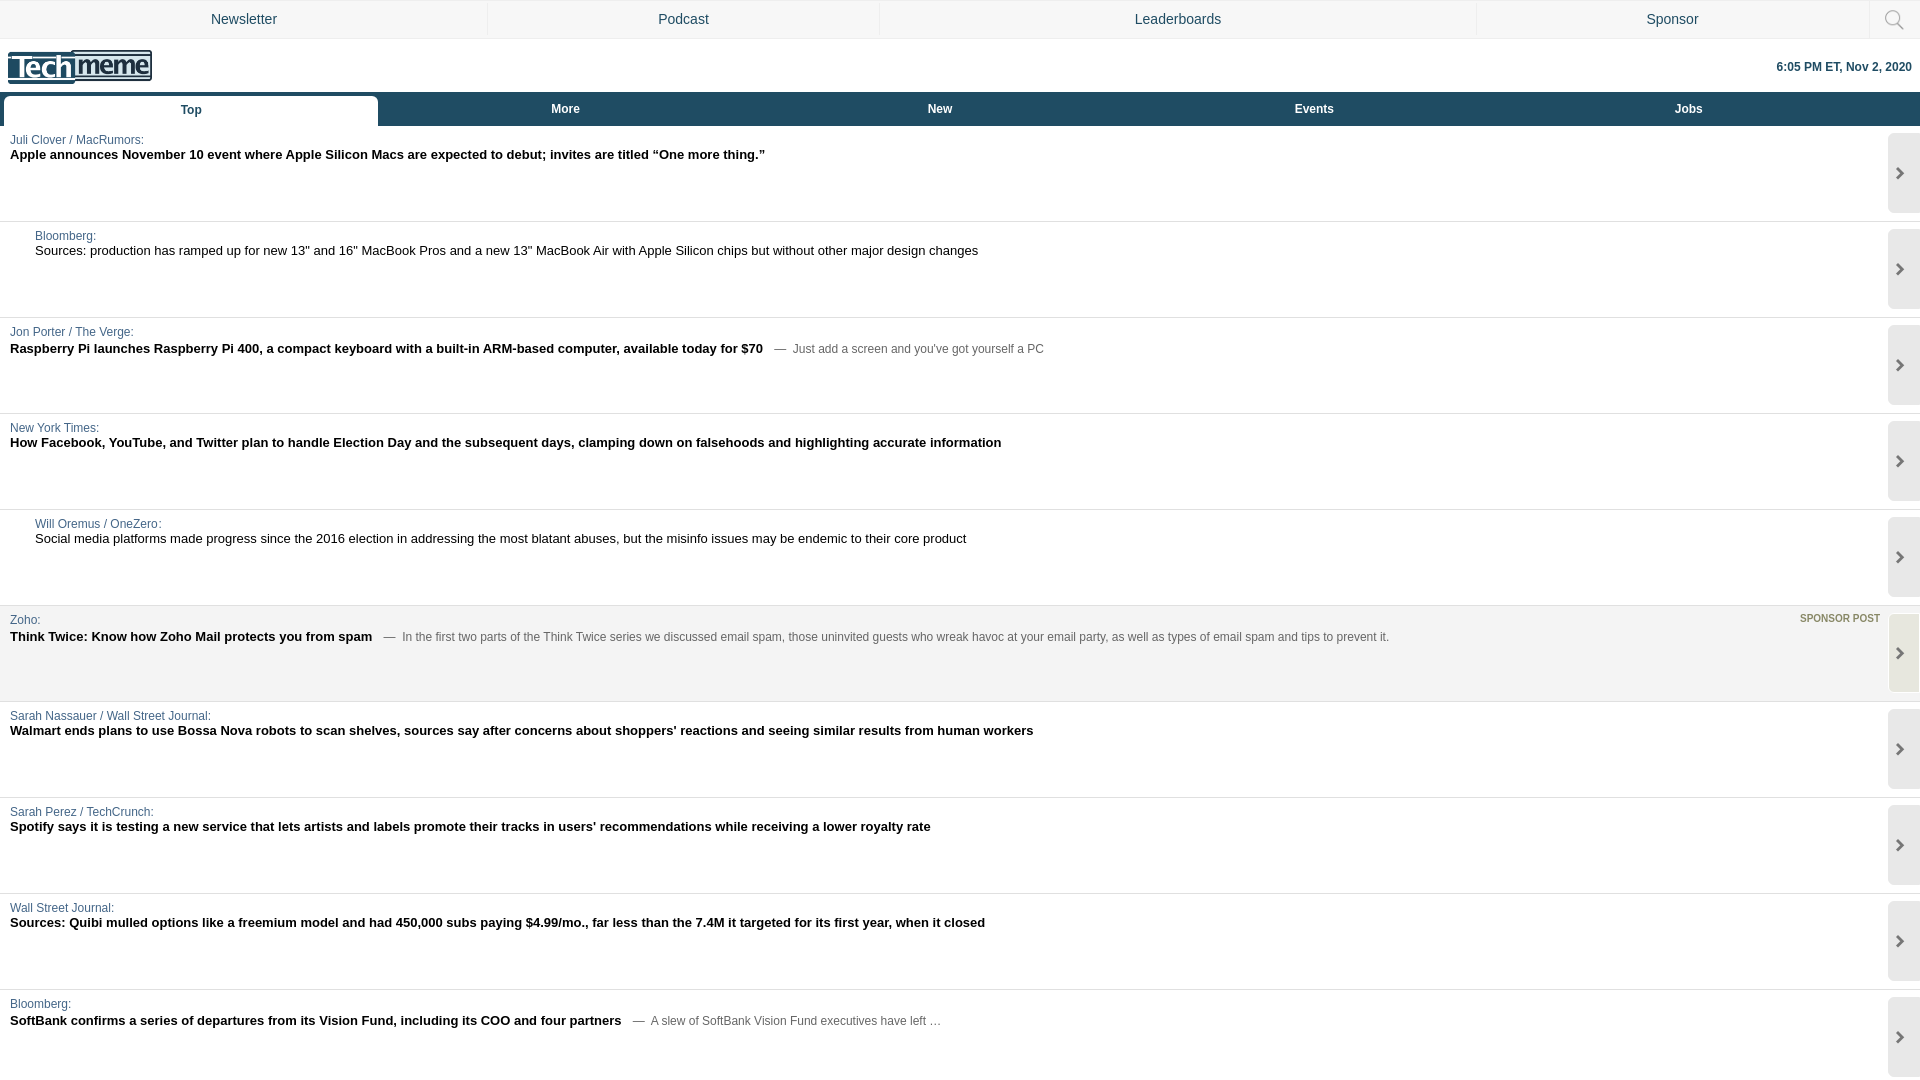 Newsletter Podcast Leaderboards Sponsor
Techmeme
6:05 PM ET, Nov 2, 2020
Top More New Events Jobs
Juli Clover / MacRumors:
Apple announces November 10 event where Apple Silicon Macs are expected to debut; invites are titled “One more thing.”
Bloomberg:
Sources: production has ramped up for new 13" and 16" MacBook Pros and a new 13" MacBook Air with Apple Silicon chips but without other major design changes
Jon Porter / The Verge:
Raspberry Pi launches Raspberry Pi 400, a compact keyboard with a built-in ARM-based computer, available today for $70 — Just add a screen and you've got yourself a PC
New York Times:
How Facebook, YouTube, and Twitter plan to handle Election Day and the subsequent days, clamping down on falsehoods and highlighting accurate information
Will Oremus / OneZero:
Social media platforms made progress since the 2016 election in addressing the most blatant abuses, but the misinfo issues may be endemic to their core product
Zoho:
SPONSOR POST
Think Twice: Know how Zoho Mail protects you from spam — In the first two parts of the Think Twice series we discussed email spam, those uninvited guests who wreak havoc at your email party, as well as types of email spam and tips to prevent it.
Sarah Nassauer / Wall Street Journal:
Walmart ends plans to use Bossa Nova robots to scan shelves, sources say after concerns about shoppers' reactions and seeing similar results from human workers
Sarah Perez / TechCrunch:
Spotify says it is testing a new service that lets artists and labels promote their tracks in users' recommendations while receiving a lower royalty rate
Wall Street Journal:
Sources: Quibi mulled options like a freemium model and had 450,000 subs paying $4.99/mo., far less than the 7.4M it targeted for its first year, when it closed
Bloomberg:
SoftBank confirms a series of departures from its Vision Fund, including its COO and four partners — A slew of SoftBank Vision Fund executives have left …